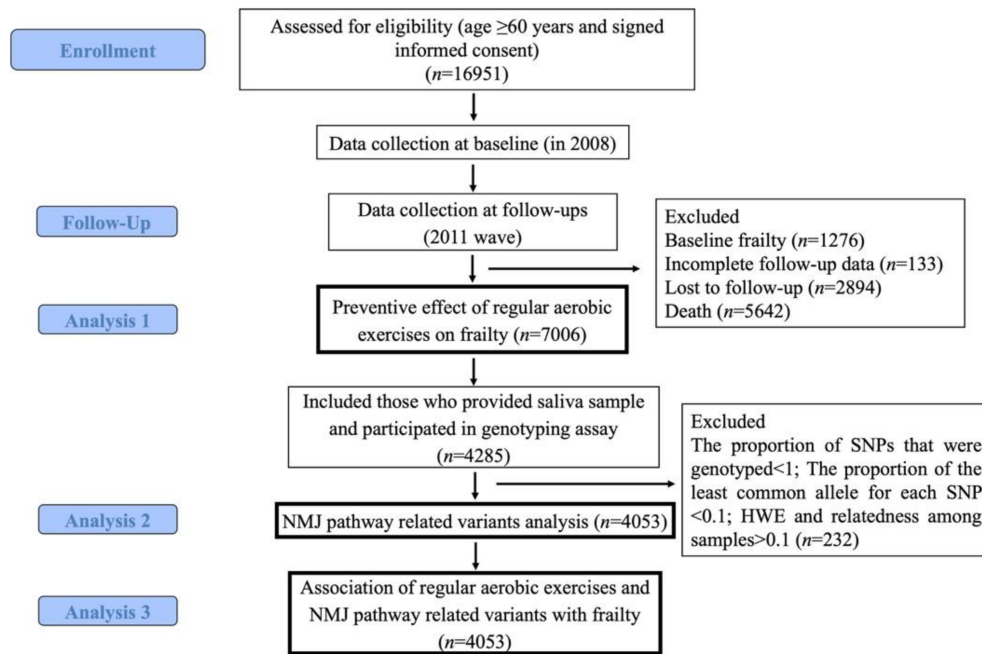 Enrollment
Assessed for eligibility (age ≥60 years and signed
informed consent)
(n=16951)
Data collection at baseline (in 2008)
Follow-Up
Data collection at follow-ups
(2011 wave)
Excluded
Baseline frailty (n=1276)
Incomplete follow-up data (n=133)
Lost to follow-up (n=2894)
Death (n=5642)
Analysis 1
Preventive effect of regular aerobic
exercises on frailty (n=7006)
Included those who provided saliva sample
and participated in genotyping assay
(n=4285)
Excluded
The proportion of SNPs that were
genotyped<1; The proportion of the
least common allele for each SNP
<0.1; HWE and relatedness among
samples>0.1 (n=232)
Analysis 2
NMJ pathway related variants analysis (n=4053)
Analysis 3
Association of regular aerobic exercises and
NMJ pathway related variants with frailty
(n=4053)